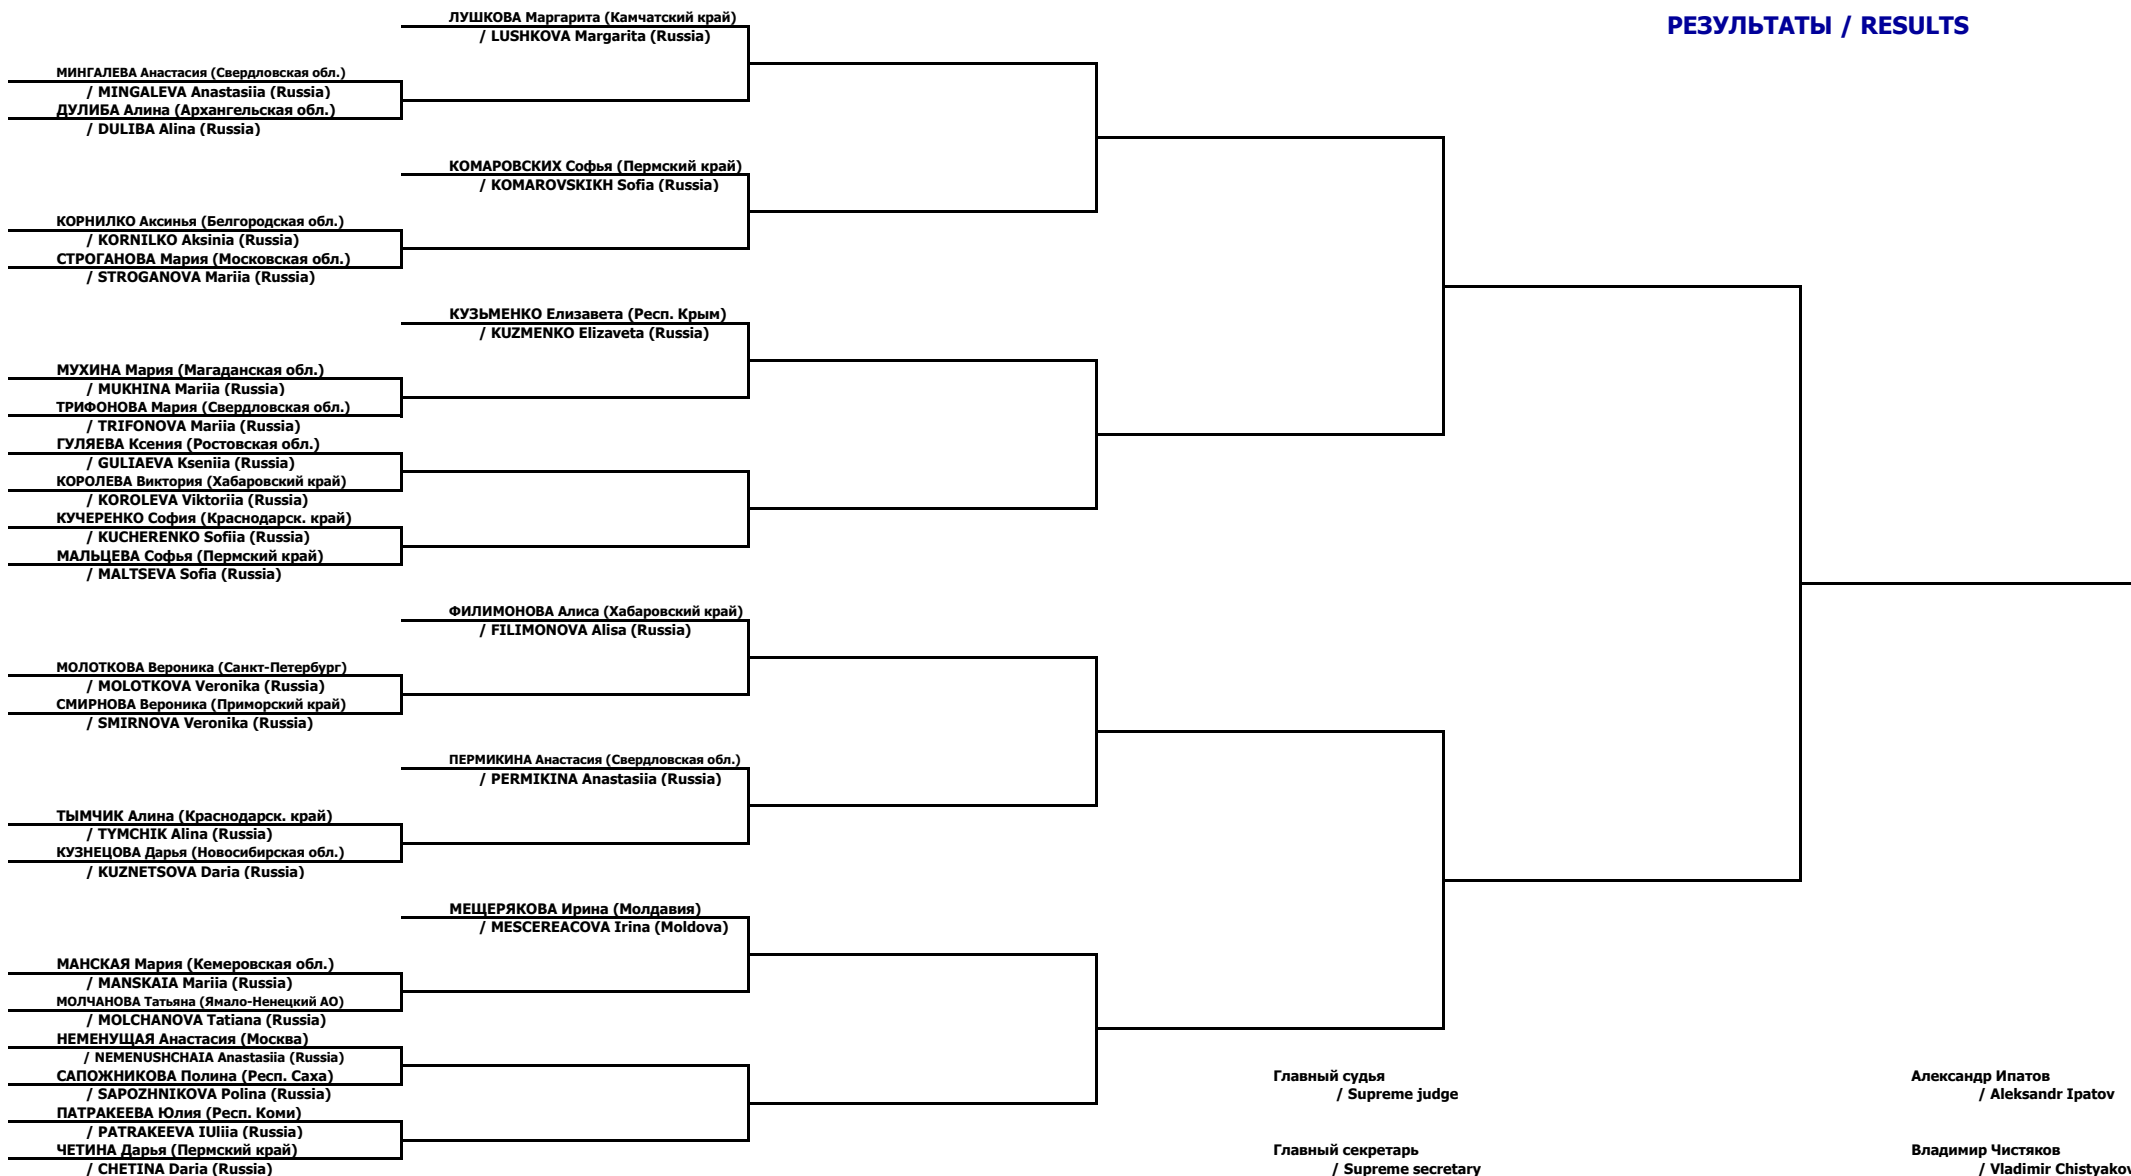 ЛУШКОВА Маргарита (Камчатский край)
/ LUSHKOVA Margarita (Russia)
РЕЗУЛЬТАТЫ / RESULTS
МИНГАЛЕВА Анастасия (Свердловская обл.)
/ MINGALEVA Anastasiia (Russia)
ДУЛИБА Алина (Архангельская обл.)
/ DULIBA Alina (Russia)
КОМАРОВСКИХ Софья (Пермский край)
/ KOMAROVSKIKH Sofia (Russia)
КОРНИЛКО Аксинья (Белгородская обл.)
/ KORNILKO Aksinia (Russia)
СТРОГАНОВА Мария (Московская обл.)
/ STROGANOVA Mariia (Russia)
КУЗЬМЕНКО Елизавета (Респ. Крым)
/ KUZMENKO Elizaveta (Russia)
МУХИНА Мария (Магаданская обл.)
/ MUKHINA Mariia (Russia)
ТРИФОНОВА Мария (Свердловская обл.)
/ TRIFONOVA Mariia (Russia)
ГУЛЯЕВА Ксения (Ростовская обл.)
/ GULIAEVA Kseniia (Russia)
КОРОЛЕВА Виктория (Хабаровский край)
/ KOROLEVA Viktoriia (Russia)
КУЧЕРЕНКО София (Краснодарск. край)
/ KUCHERENKO Sofiia (Russia)
МАЛЬЦЕВА Софья (Пермский край)
/ MALTSEVA Sofia (Russia)
ФИЛИМОНОВА Алиса (Хабаровский край)
/ FILIMONOVA Alisa (Russia)
МОЛОТКОВА Вероника (Санкт-Петербург)
/ MOLOTKOVA Veronika (Russia)
СМИРНОВА Вероника (Приморский край)
/ SMIRNOVA Veronika (Russia)
ПЕРМИКИНА Анастасия (Свердловская обл.)
/ PERMIKINA Anastasiia (Russia)
ТЫМЧИК Алина (Краснодарск. край)
/ TYMCHIK Alina (Russia)
КУЗНЕЦОВА Дарья (Новосибирская обл.)
/ KUZNETSOVA Daria (Russia)
МЕЩЕРЯКОВА Ирина (Молдавия)
/ MESCEREACOVA Irina (Moldova)
МАНСКАЯ Мария (Кемеровская обл.)
/ MANSKAIA Mariia (Russia)
МОЛЧАНОВА Татьяна (Ямало-Ненецкий АО)
/ MOLCHANOVA Tatiana (Russia)
НЕМЕНУЩАЯ Анастасия (Москва)
/ NEMENUSHCHAIA Anastasiia (Russia)
САПОЖНИКОВА Полина (Респ. Саха)
/ SAPOZHNIKOVA Polina (Russia)
ПАТРАКЕЕВА Юлия (Респ. Коми)
/ PATRAKEEVA IUliia (Russia)
ЧЕТИНА Дарья (Пермский край)
/ CHETINA Daria (Russia)
Главный судья
/ Supreme judge
Александр Ипатов
/ Aleksandr Ipatov
Главный секретарь
/ Supreme secretary
Владимир Чистяков
/ Vladimir Chistyakov